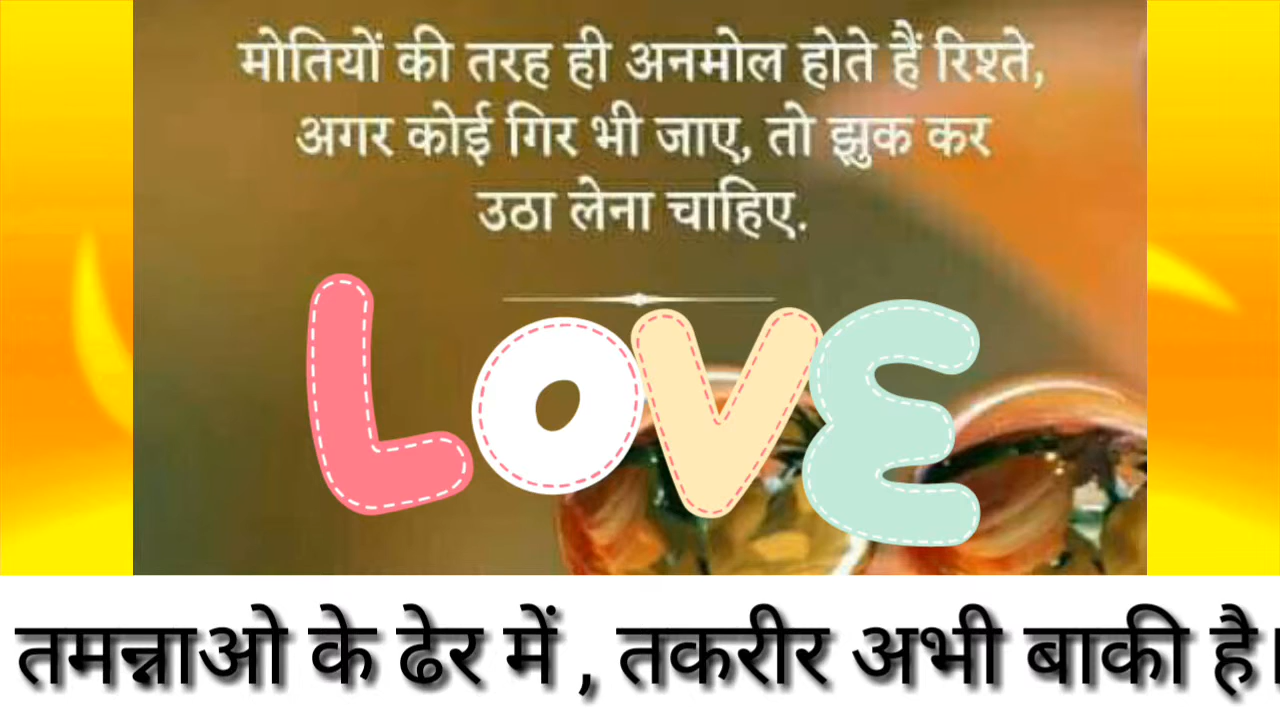 मोतियों की तरह ही अनमोल होते हैं रिश्ते,
अगर कोई गिर भी जाए, तो झुक कर
उठा लेना चाहिए.
LOVE
तमन्नाओ के ढेर में , तकरीर अभी बाकी है।